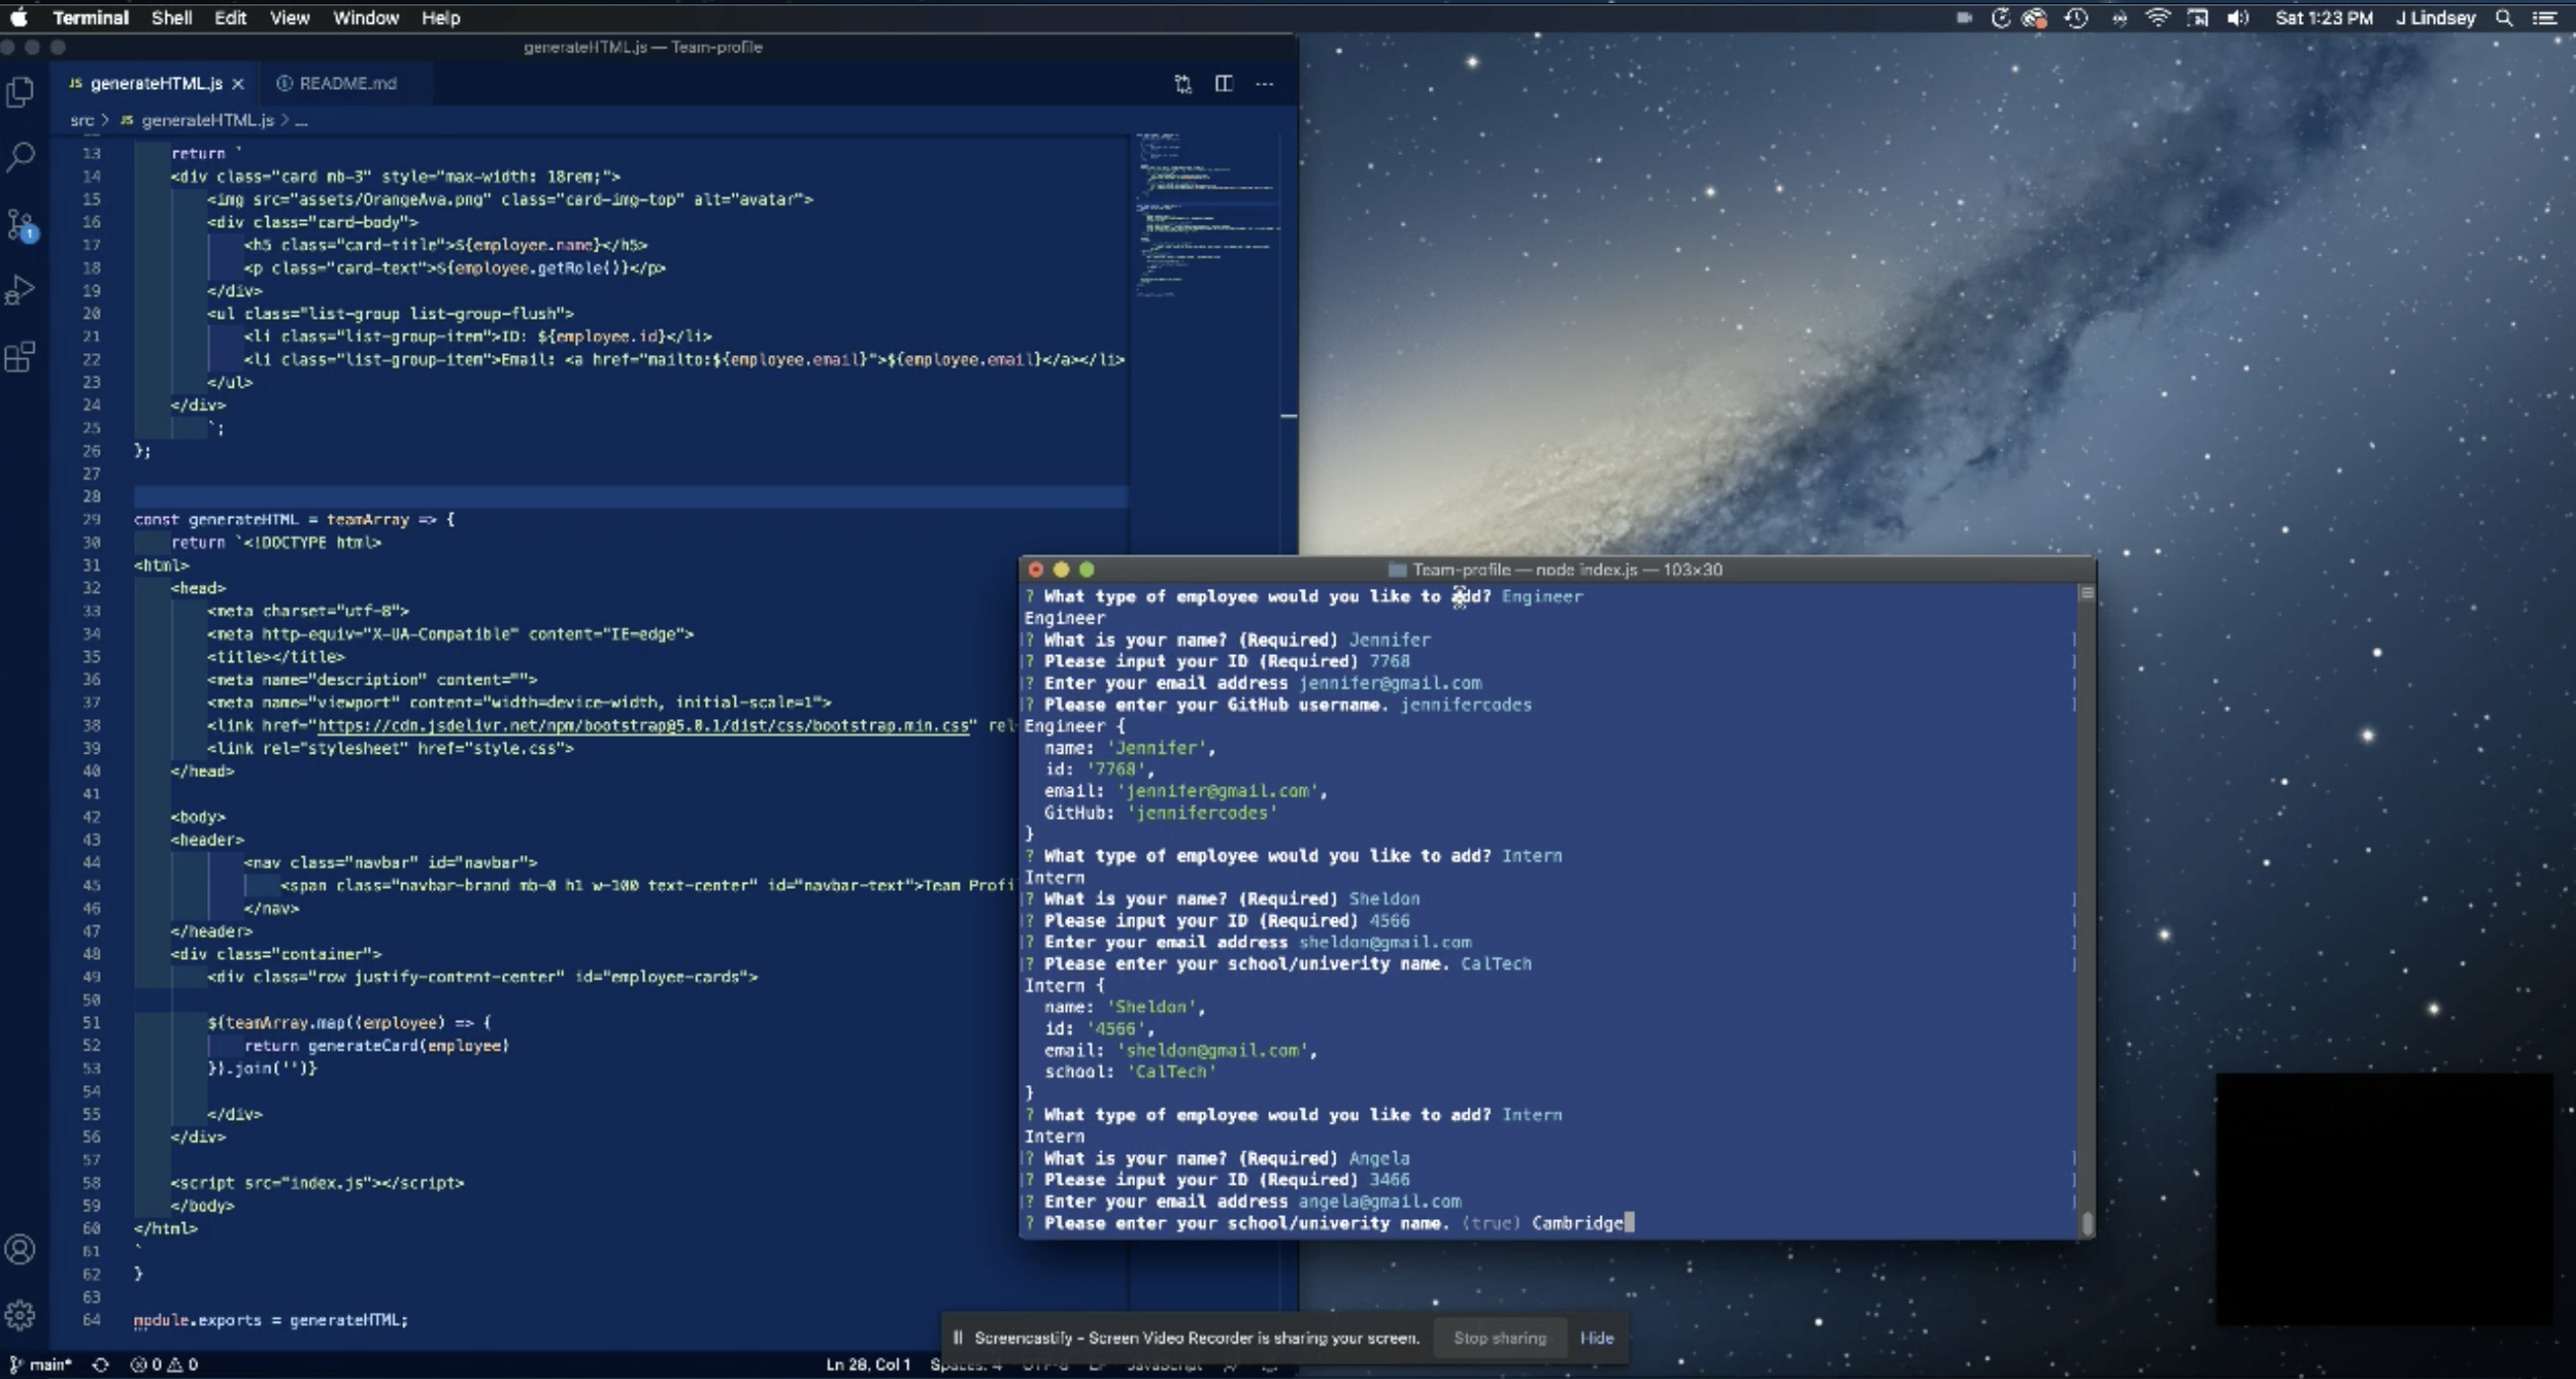 Terminal Shell Edit View Window Help
Sat 1:23 PM J Lindsey
generateHTML.js — Team-profile
JS generateHTML.js × README.md
src > JS generateHTML.js > ...
13 return `
14 <div class="card mb-3" style="max-width: 18rem;">
15 <img src="assets/OrangeAva.png" class="card-img-top" alt="avatar">
16 <div class="card-body">
17 <h5 class="card-title">${employee.name}</h5>
18 <p class="card-text">${employee.getRole()}</p>
19 </div>
20 <ul class="list-group list-group-flush">
21 <li class="list-group-item">ID: ${employee.id}</li>
22 <li class="list-group-item">Email: <a href="mailto:${employee.email}">${employee.email}</a></li>
23 </ul>
24 </div>
25 `;
26 };
27
28
29 const generateHTML = teamArray => {
30 return `<!DOCTYPE html>
31 <html>
32 <head>
33 <meta charset="utf-8">
34 <meta http-equiv="X-UA-Compatible" content="IE=edge">
35 <title></title>
36 <meta name="description" content="">
37 <meta name="viewport" content="width=device-width, initial-scale=1">
38 <link href="https://cdn.jsdelivr.net/npm/bootstrap@5.0.1/dist/css/bootstrap.min.css" rel
39 <link rel="stylesheet" href="style.css">
40 </head>
41
42 <body>
43 <header>
44 <nav class="navbar" id="navbar">
45 <span class="navbar-brand mb-0 h1 w-100 text-center" id="navbar-text">Team Profi
46 </nav>
47 </header>
48 <div class="container">
49 <div class="row justify-content-center" id="employee-cards">
50
51 ${teamArray.map((employee) => {
52 return generateCard(employee)
53 }).join('')}
54
55 </div>
56 </div>
57
58 <script src="index.js"></script>
59 </body>
60 </html>
61 `
62 }
63
64 module.exports = generateHTML;
main* 0 0
Ln 28, Col 1
Team-profile — node index.js — 103×30
? What type of employee would you like to add? Engineer
Engineer
? What is your name? (Required) Jennifer
? Please input your ID (Required) 7768
? Enter your email address jennifer@gmail.com
? Please enter your GitHub username. jennifercodes
Engineer {
name: 'Jennifer',
id: '7768',
email: 'jennifer@gmail.com',
GitHub: 'jennifercodes'
}
? What type of employee would you like to add? Intern
Intern
? What is your name? (Required) Sheldon
? Please input your ID (Required) 4566
? Enter your email address sheldon@gmail.com
? Please enter your school/univerity name. CalTech
Intern {
name: 'Sheldon',
id: '4566',
email: 'sheldon@gmail.com',
school: 'CalTech'
}
? What type of employee would you like to add? Intern
Intern
? What is your name? (Required) Angela
? Please input your ID (Required) 3466
? Enter your email address angela@gmail.com
? Please enter your school/univerity name. (true) Cambridge
Screencastify - Screen Video Recorder is sharing your screen. Stop sharing Hide